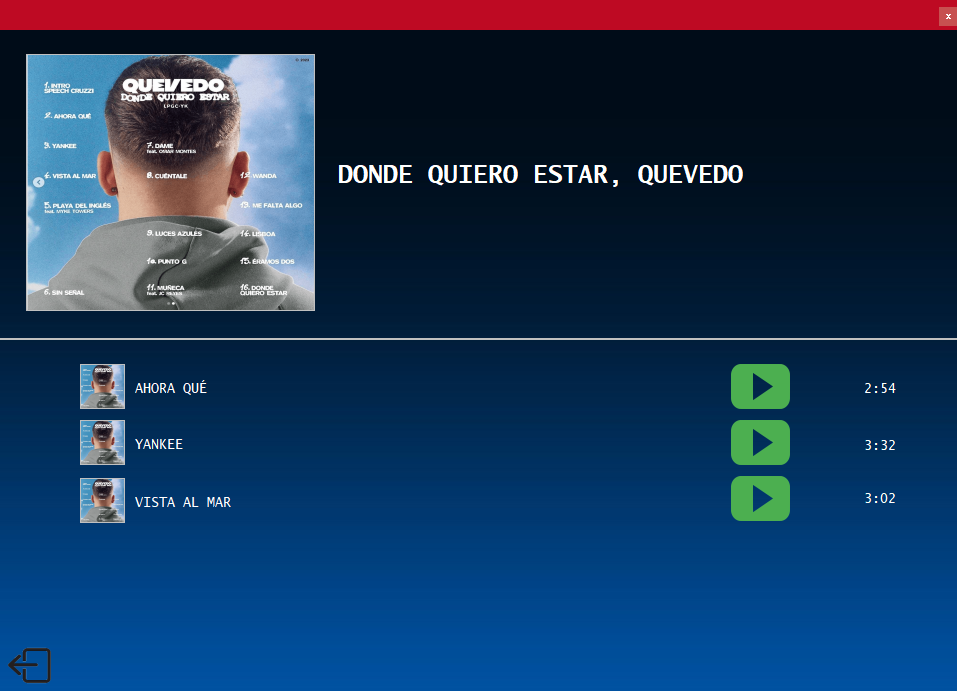 x
© 2023
QUEVEDO
DONDE QUIERO ESTAR
LPGC-YK
1. INTRO
SPEECH CRUZZI
2. AHORA QUÉ
3. YANKEE
4. VISTA AL MAR
5. PLAYA DEL INGLÉS
feat. MYKE TOWERS
6. SIN SEÑAL
7. DAME
feat. OMAR MONTES
8. CUÉNTALE
9. LUCES AZULES
10. PUNTO G
11. MUÑECA
feat. JC REYES
12. WANDA
13. ME FALTA ALGO
14. LISBOA
15. ÉRAMOS DOS
16. DONDE
QUIERO ESTAR
DONDE QUIERO ESTAR, QUEVEDO
AHORA QUÉ
2:54
YANKEE
3:32
VISTA AL MAR
3:02